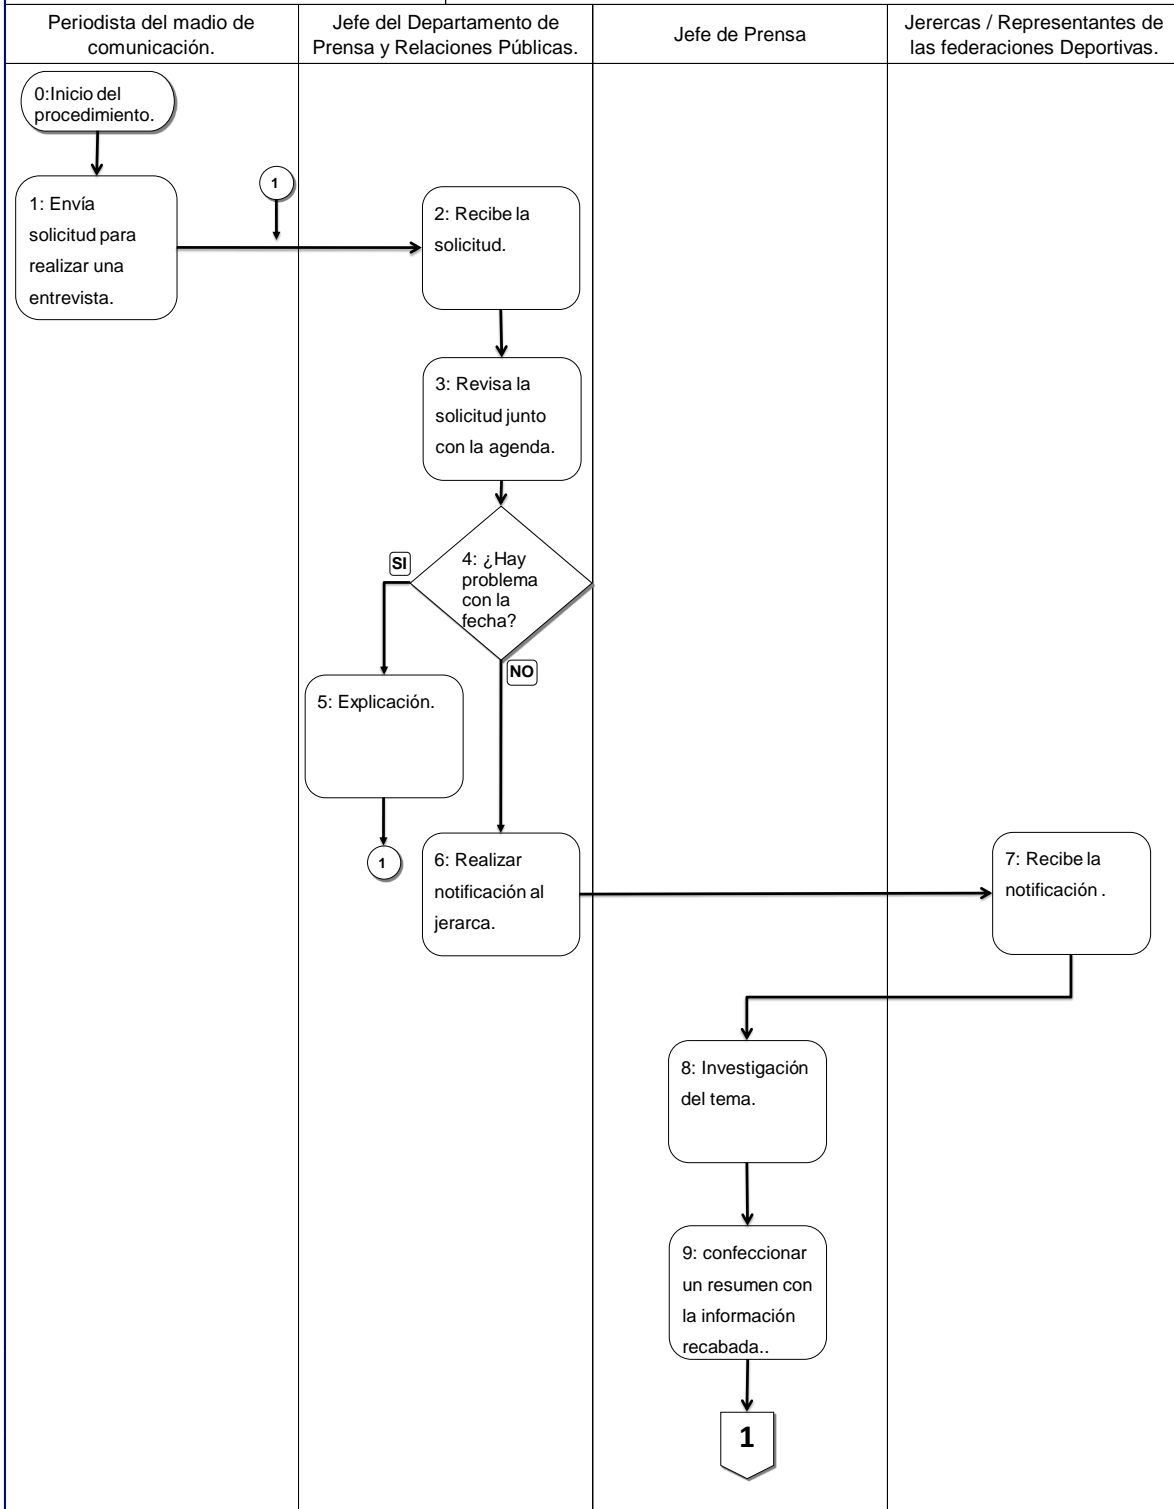 Periodista del madio de
comunicación.
Jefe del Departamento de
Prensa y Relaciones Públicas.
Jefe de Prensa
Jerercas / Representantes de
las federaciones Deportivas.
0:Inicio del
procedimiento.
1: Envía
solicitud para
realizar una
entrevista.
1
2: Recibe la
solicitud.
3: Revisa la
solicitud junto
con la agenda.
4: ¿Hay
problema
con la
fecha?
SI
NO
5: Explicación.
1
6: Realizar
notificación al
jerarca.
7: Recibe la
notificación .
8: Investigación
del tema.
9: confeccionar
un resumen con
la información
recabada..
1